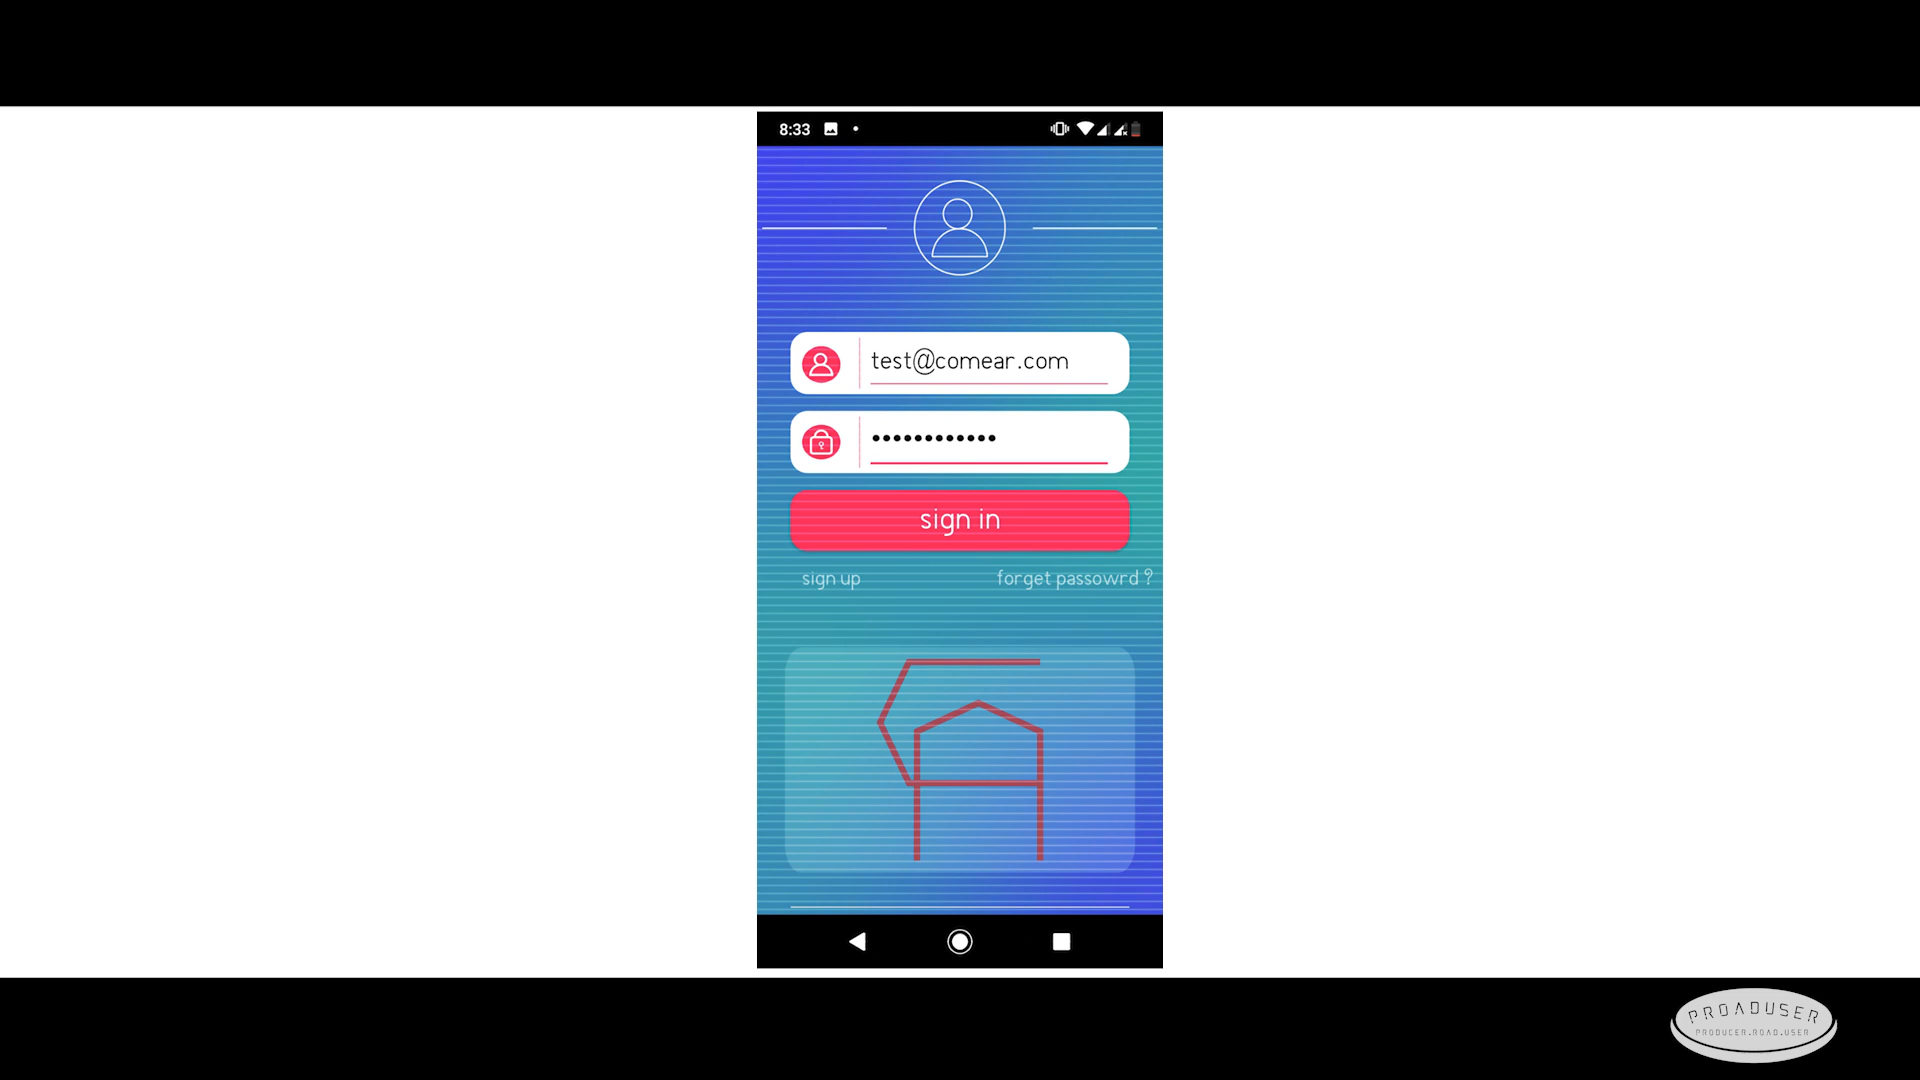 8:33
test@comear.com
••••••••••••
sign in
sign up
forget passowrd ?
PROADUSER
PRODUCER.ROAD.USER